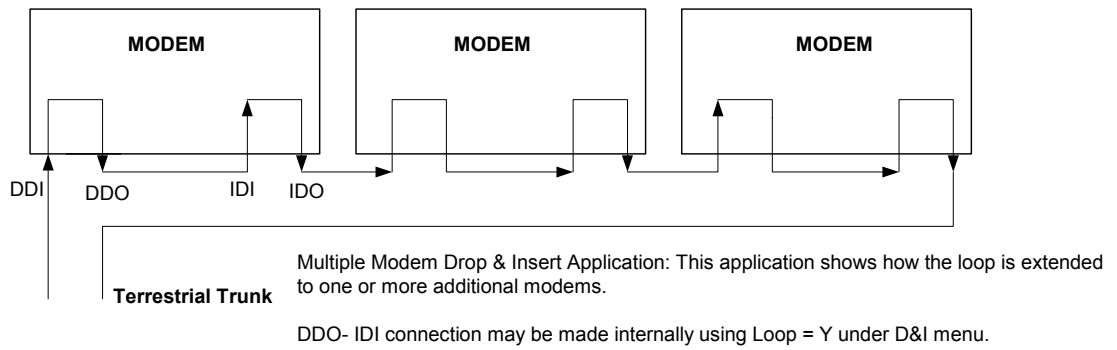 MODEM
MODEM
MODEM
DDI
DDO
IDI
IDO
Terrestrial Trunk
Multiple Modem Drop & Insert Application: This application shows how the loop is extended
to one or more additional modems.
DDO- IDI connection may be made internally using Loop = Y under D&I menu.